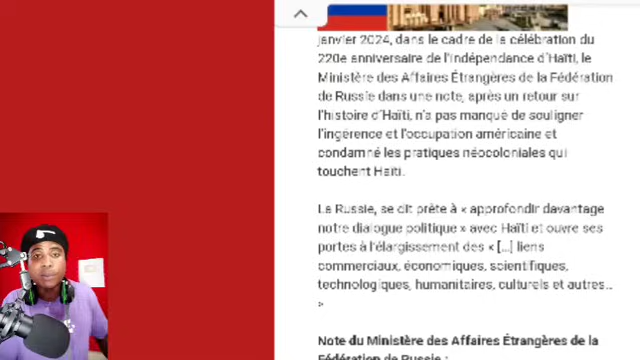 janvier 2024, dans le cadre de la célébration du
220e anniversaire de l'indépendance d'Haïti, le
Ministère des Affaires Étrangères de la Fédération
de Russie dans une note, après un retour sur
l'histoire d'Haïti, n'a pas manqué de souligner
l'ingérence et l'occupation américaine et
condamné les pratiques néocoloniales qui
touchent Haïti.
La Russie, se dit prête à « approfondir davantage
notre dialogue politique » avec Haïti et ouvre ses
portes à l'élargissement des « [...] liens
commerciaux, économiques, scientifiques,
technologiques, humanitaires, culturels et autres...
»
Note du Ministère des Affaires Étrangères de la
Fédération de Russie :